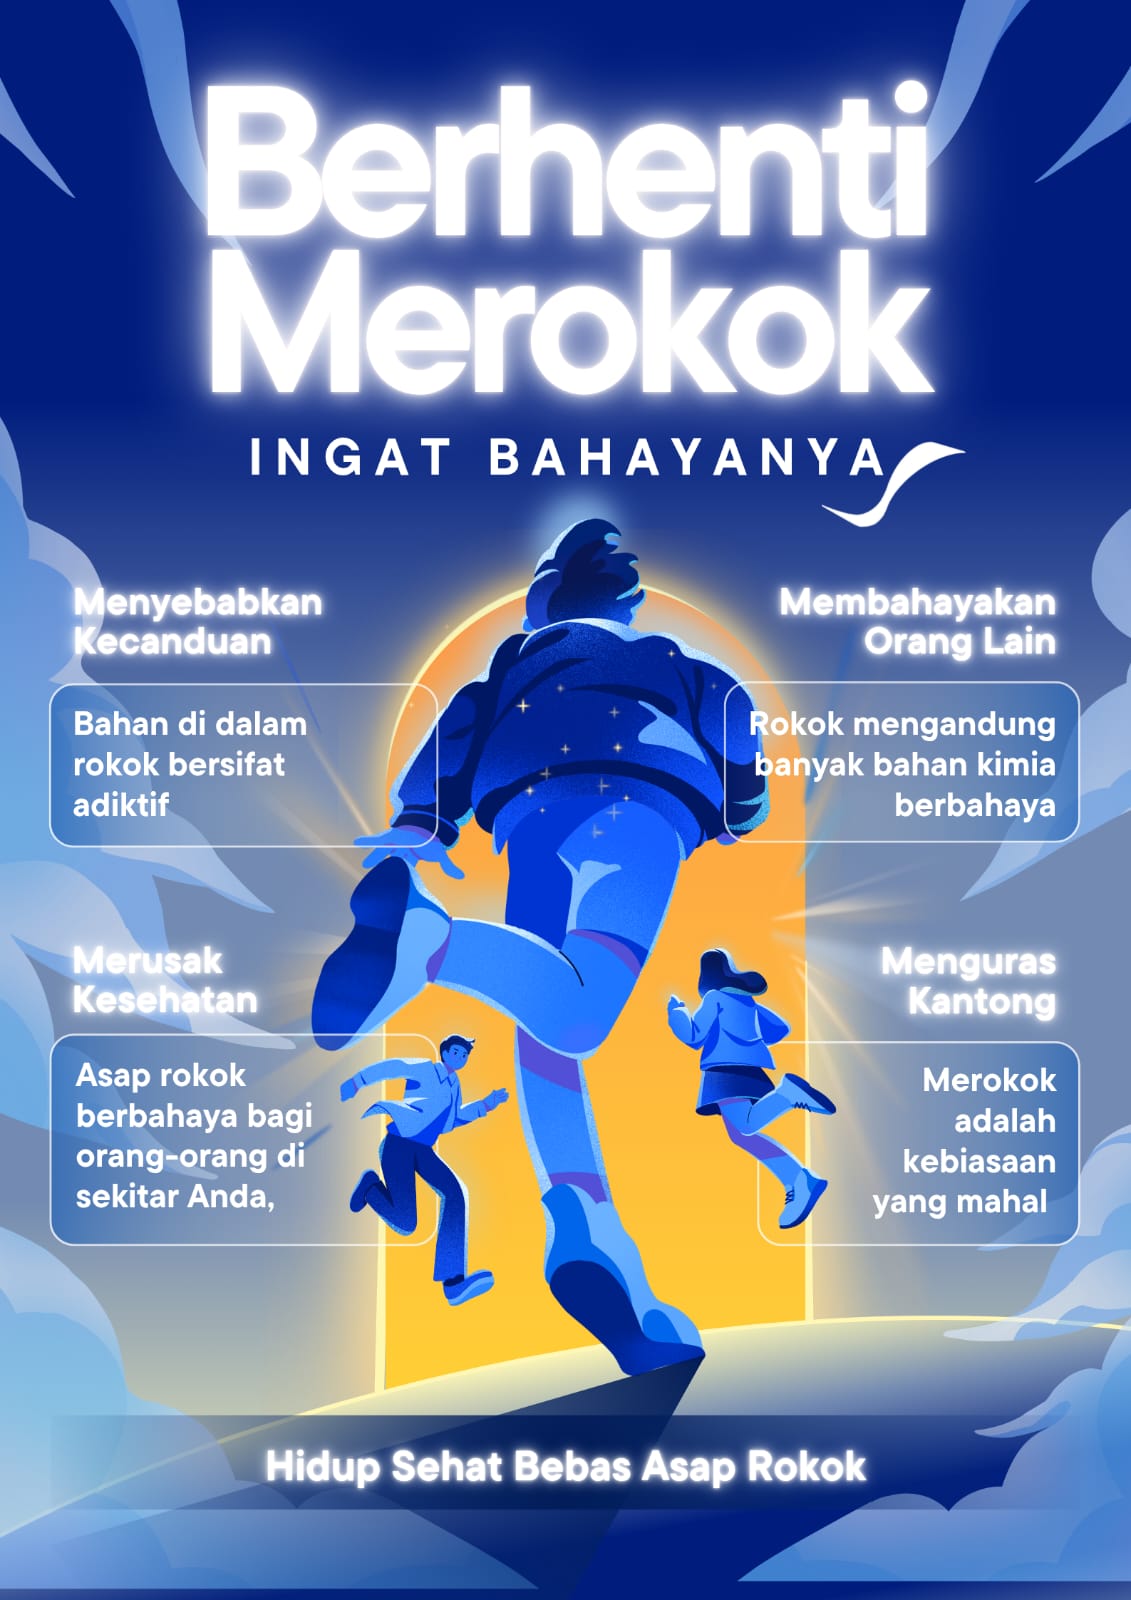 Berhenti
Merokok
INGAT BAHAYANYA
Menyebabkan
Kecanduan
Bahan di dalam
rokok bersifat
adiktif
Membahayakan
Orang Lain
Rokok mengandung
banyak bahan kimia
berbahaya
Merusak
Kesehatan
Asap rokok
berbahaya bagi
orang-orang di
sekitar Anda,
Menguras
Kantong
Merokok
adalah
kebiasaan
yang mahal
Hidup Sehat Bebas Asap Rokok